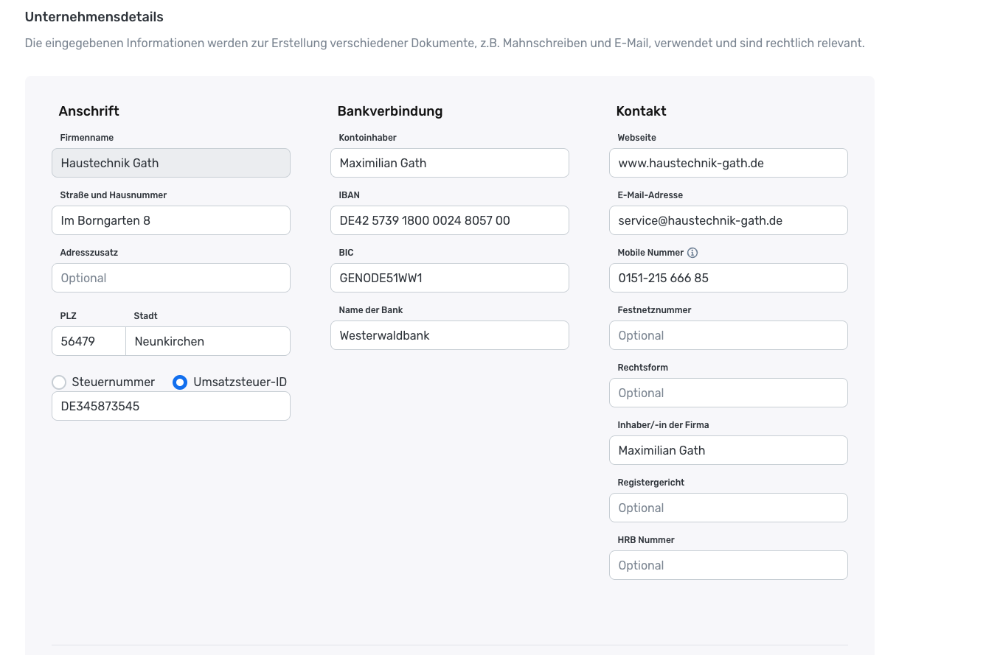 Unternehmensdetails
Die eingegebenen Informationen werden zur Erstellung verschiedener Dokumente, z.B. Mahnschreiben und E-Mail, verwendet und sind rechtlich relevant.
Anschrift
Firmenname
Haustechnik Gath
Straße und Hausnummer
Im Borngarten 8
Adresszusatz
Optional
PLZ Stadt
56479 Neunkirchen
Steuernummer Umsatzsteuer-ID
DE345873545
Bankverbindung
Kontoinhaber
Maximilian Gath
IBAN
DE42 5739 1800 0024 8057 00
BIC
GENODE51WW1
Name der Bank
Westerwaldbank
Kontakt
Webseite
www.haustechnik-gath.de
E-Mail-Adresse
service@haustechnik-gath.de
Mobile Nummer
0151-215 666 85
Festnetznummer
Optional
Rechtsform
Optional
Inhaber/-in der Firma
Maximilian Gath
Registergericht
Optional
HRB Nummer
Optional